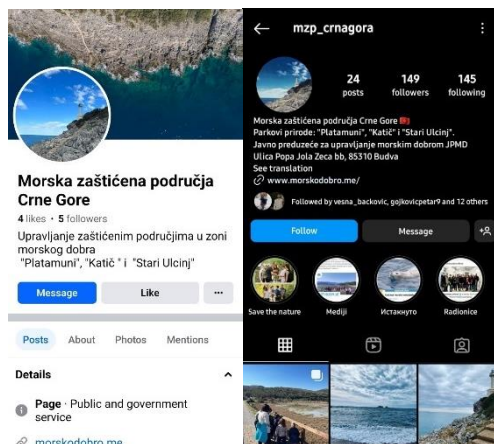 Morska zaštićena područja
Crne Gore
4 likes • 5 followers
Upravljanje zaštićenim područjima u zoni
morskog dobra
"Platamuni", "Katič " i "Stari Ulcinj"
Message
Like
Posts
About
Photos
Mentions
Details
Page · Public and government
service
morskodobro.me
mzp_crnagora
24
posts
149
followers
145
following
Morska zaštićena područja Crne Gore
Parkovi prirode: "Platamuni", "Katič" i "Stari Ulcinj".
Javno preduzeće za upravljanje morskim dobrom JPMD
Ulica Popa Jola Zeca bb, 85310 Budva
See translation
www.morskodobro.me/
Followed by vesna_backovic, gojkovicpetar9 and 12 others
Follow
Message
Save the nature
Mediji
Истакнуто
Radionice